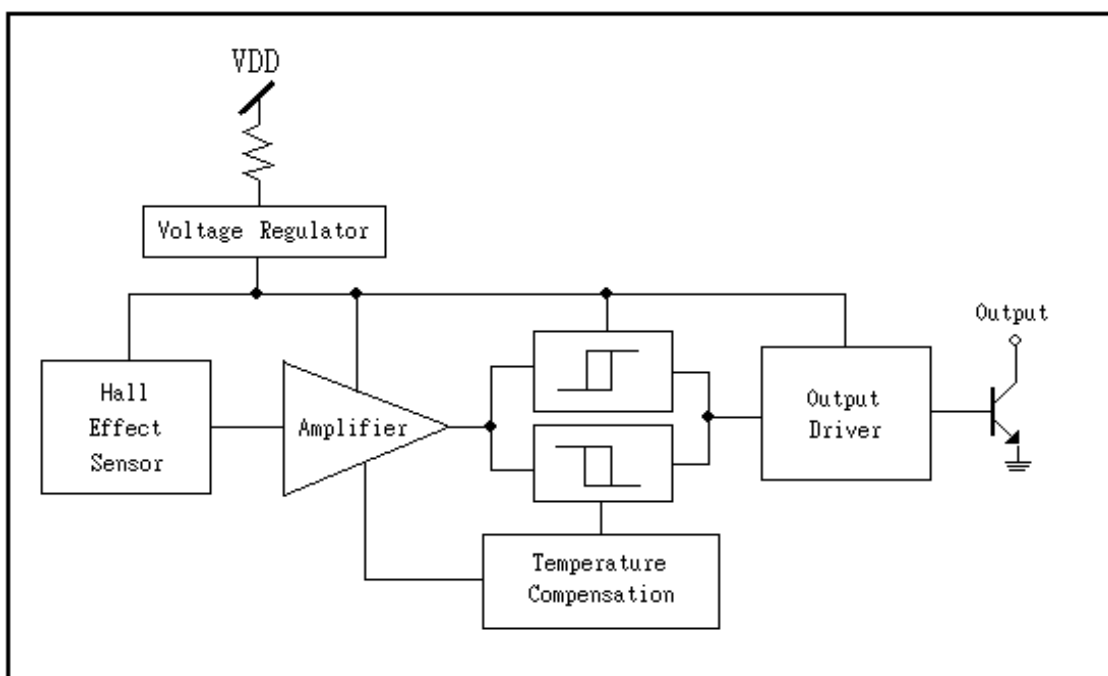 VDD
Voltage Regulator
Output
Hall
Effect
Sensor
Amplifier
Output
Driver
Temperature
Compensation